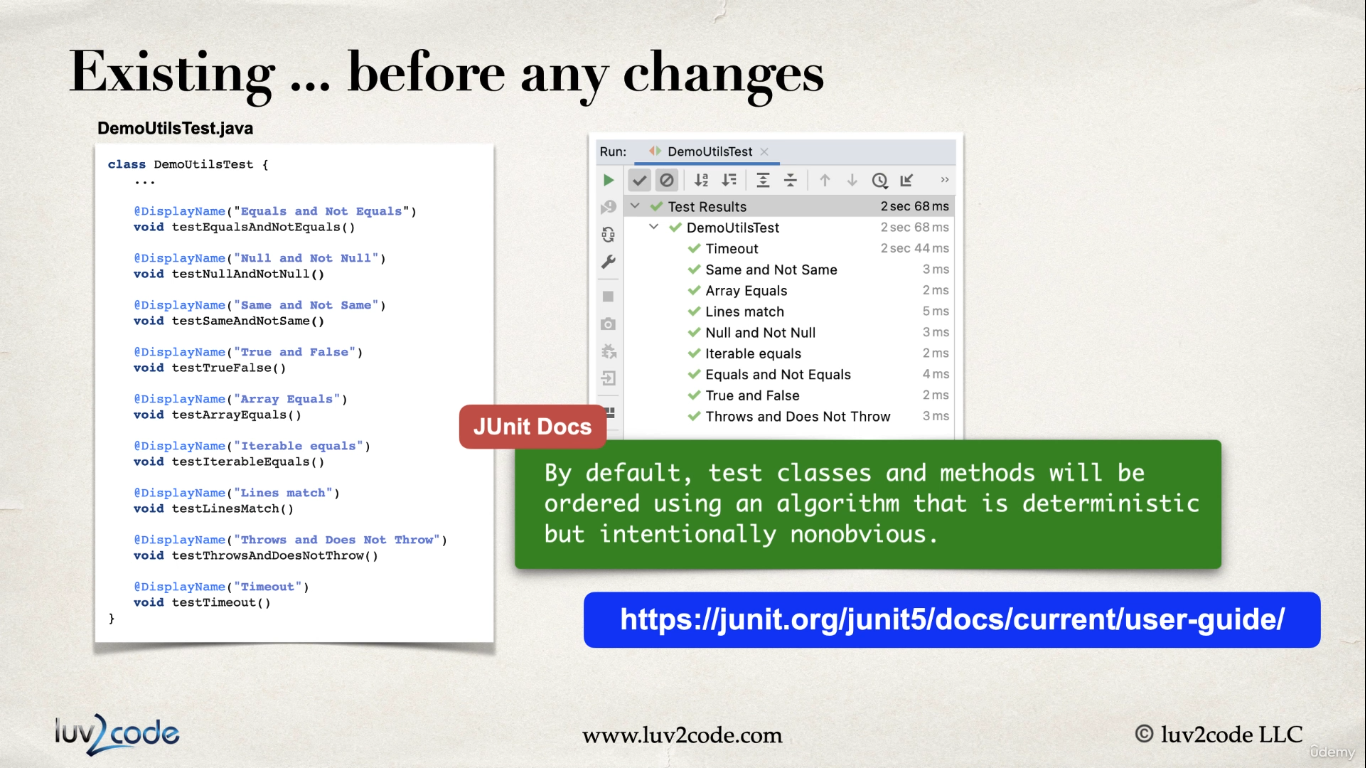 Existing ... before any changes
DemoUtilsTest.java
class DemoUtilsTest {
...
@DisplayName("Equals and Not Equals")
void testEqualsAndNotEquals()
@DisplayName("Null and Not Null")
void testNullAndNotNull()
@DisplayName("Same and Not Same")
void testSameAndNotSame()
@DisplayName("True and False")
void testTrueFalse()
@DisplayName("Array Equals")
void testArrayEquals()
@DisplayName("Iterable equals")
void testIterableEquals()
@DisplayName("Lines match")
void testLinesMatch()
@DisplayName("Throws and Does Not Throw")
void testThrowsAndDoesNotThrow()
@DisplayName("Timeout")
void testTimeout()
}
Run: DemoUtilsTest
Test Results 2 sec 68 ms
DemoUtilsTest 2 sec 68 ms
Timeout 2 sec 44 ms
Same and Not Same 3 ms
Array Equals 2 ms
Lines match 5 ms
Null and Not Null 3 ms
Iterable equals 2 ms
Equals and Not Equals 4 ms
True and False 2 ms
Throws and Does Not Throw 3 ms
JUnit Docs
By default, test classes and methods will be
ordered using an algorithm that is deterministic
but intentionally nonobvious.
https://junit.org/junit5/docs/current/user-guide/
luv2code
www.luv2code.com
© luv2code LLC
ûdemy